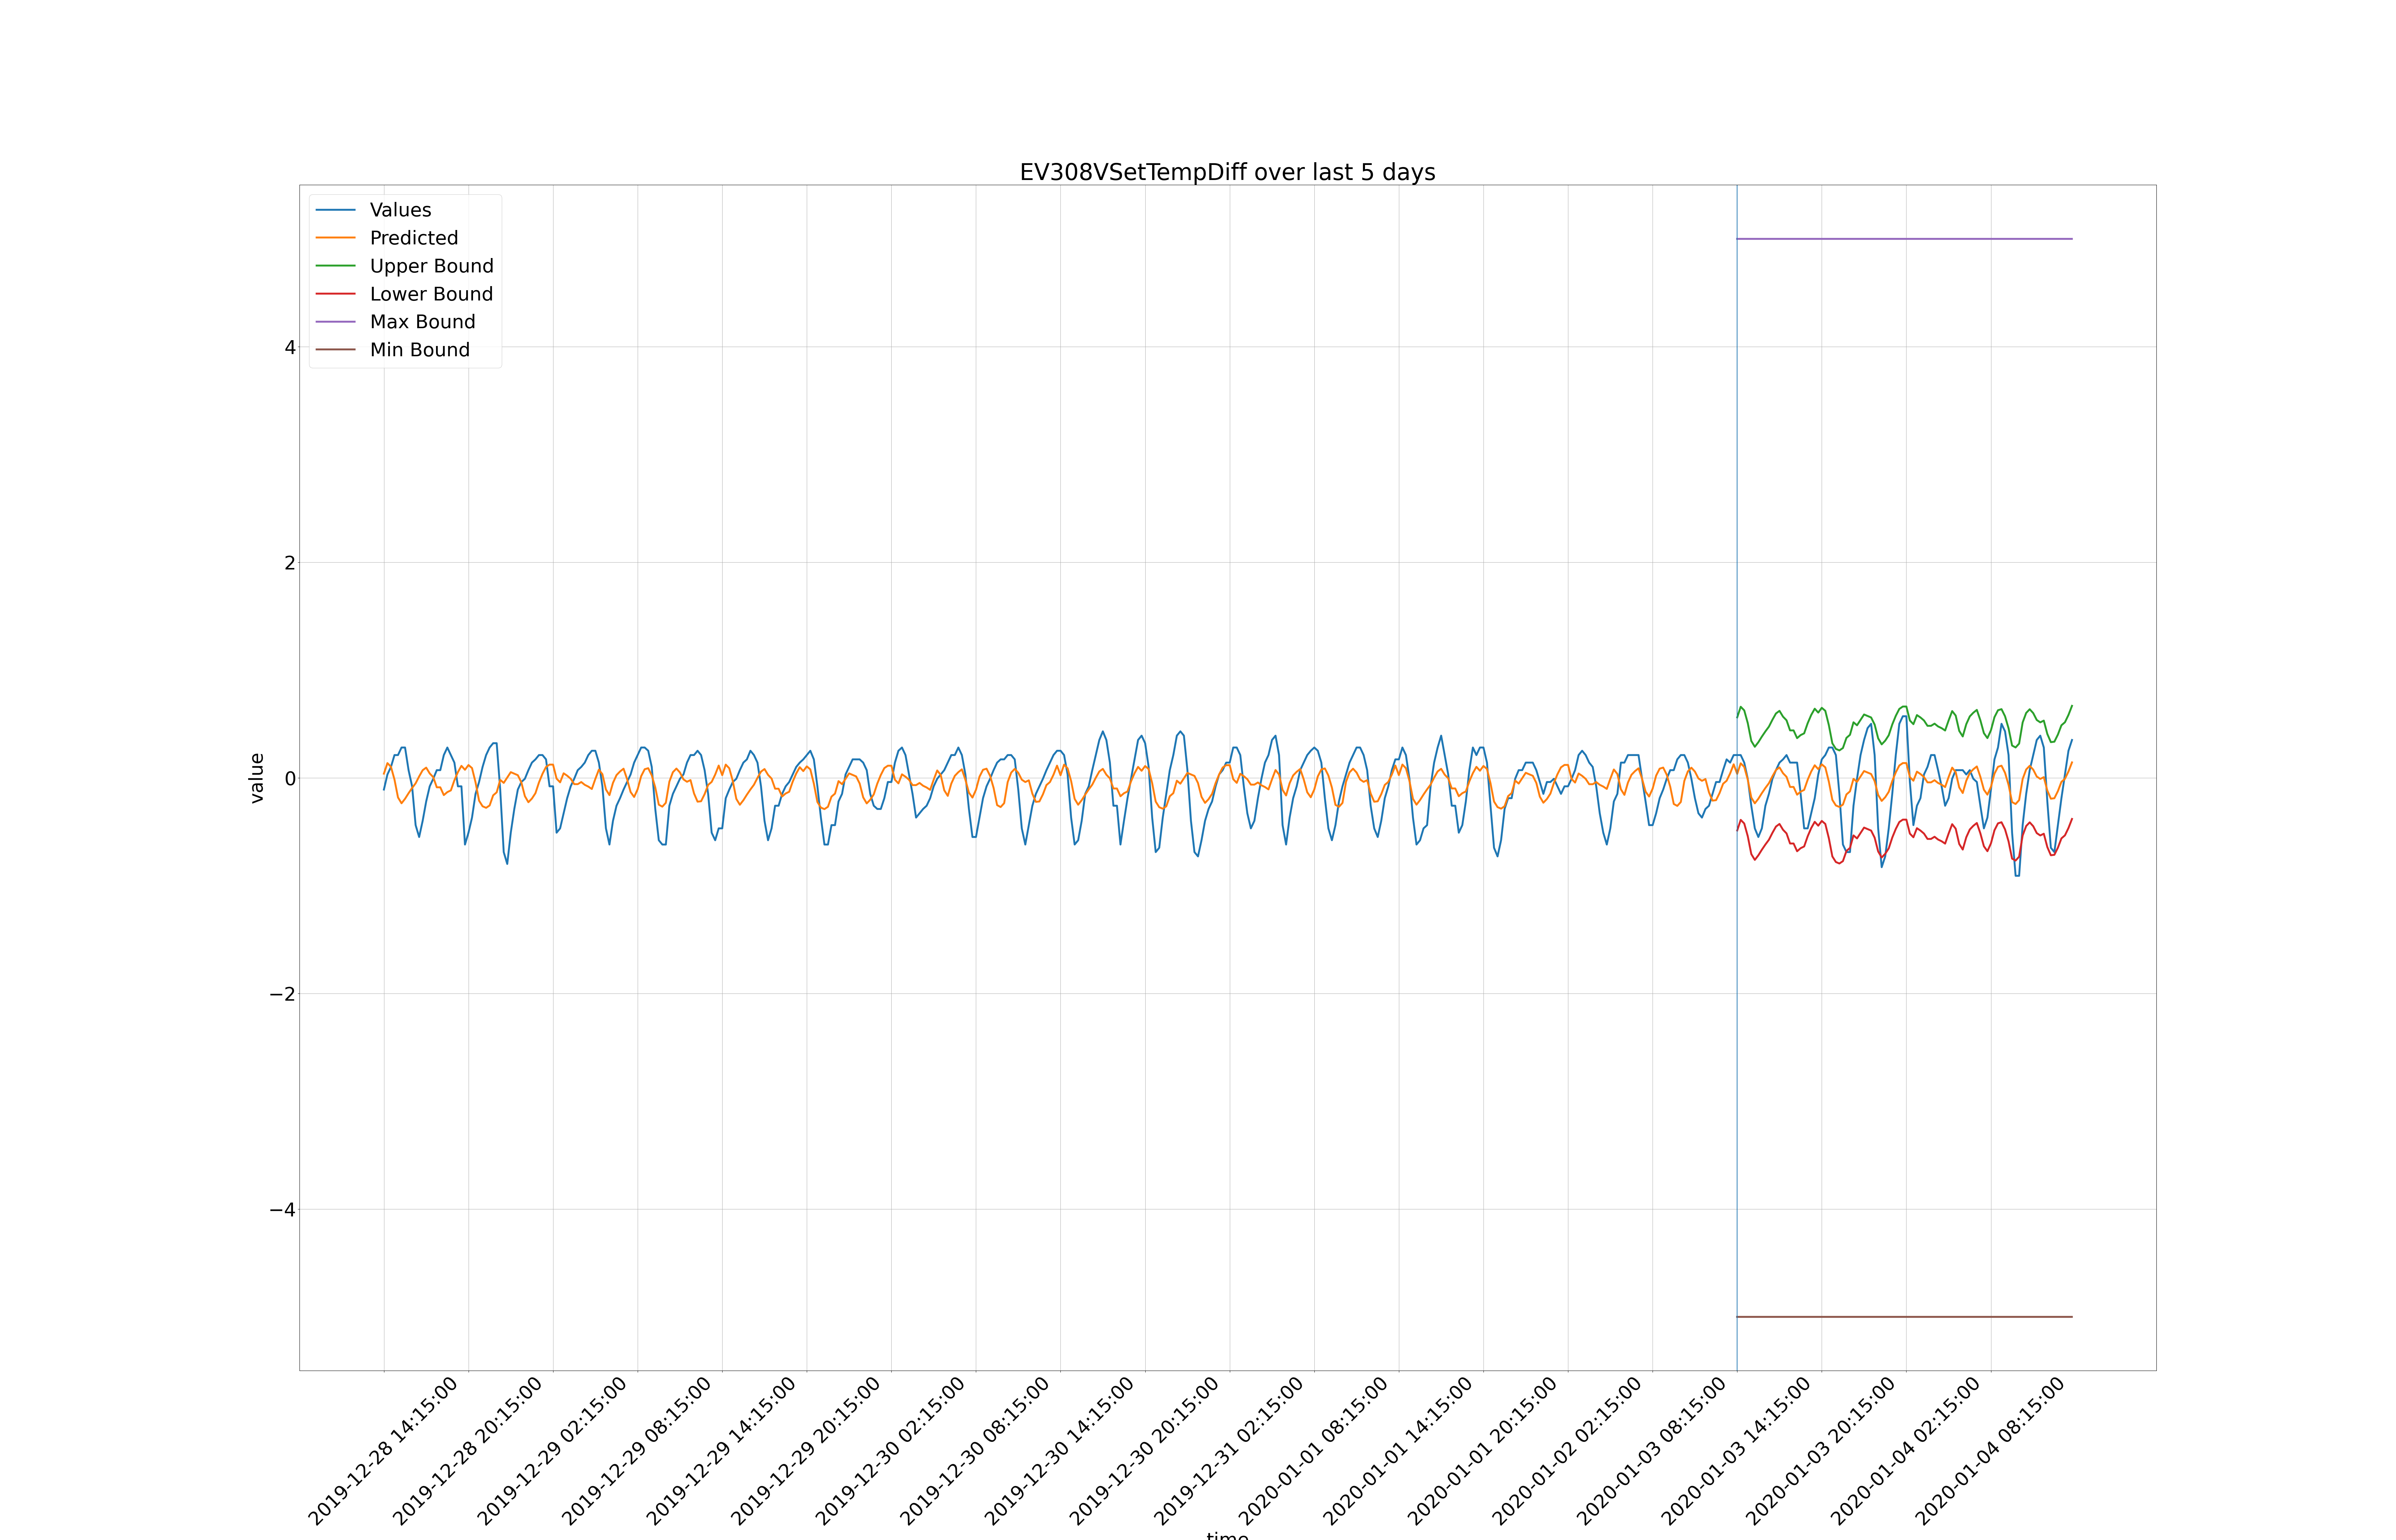 EV308VSetTempDiff over last 5 days
Values
Predicted
Upper Bound
Lower Bound
Max Bound
Min Bound
4
2
0
−2
−4
value
2019-12-28 14:15:00
2019-12-28 20:15:00
2019-12-29 02:15:00
2019-12-29 08:15:00
2019-12-29 14:15:00
2019-12-29 20:15:00
2019-12-30 02:15:00
2019-12-30 08:15:00
2019-12-30 14:15:00
2019-12-30 20:15:00
2019-12-31 02:15:00
2020-01-01 08:15:00
2020-01-01 14:15:00
2020-01-01 20:15:00
2020-01-02 02:15:00
2020-01-03 08:15:00
2020-01-03 14:15:00
2020-01-03 20:15:00
2020-01-04 02:15:00
2020-01-04 08:15:00
time